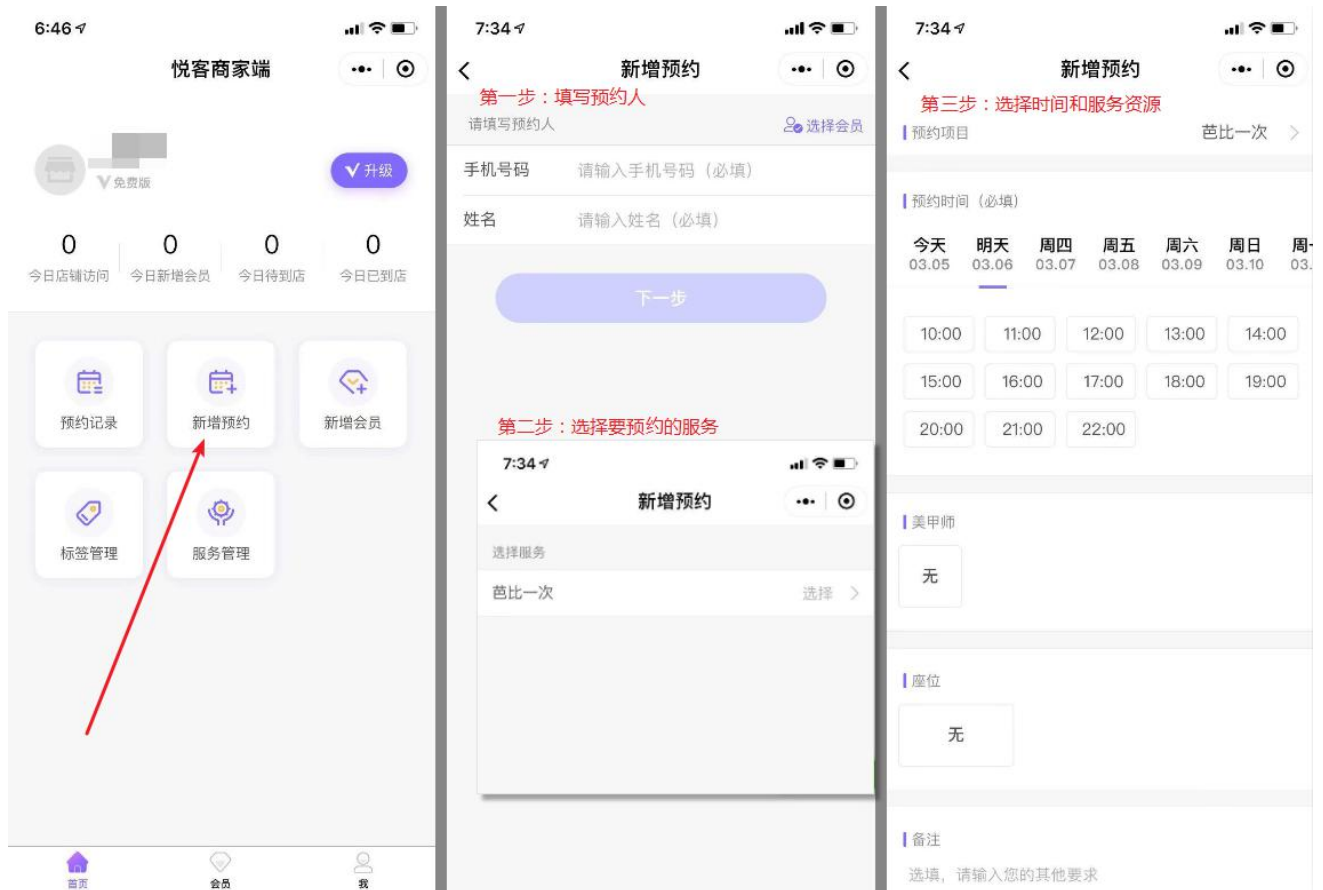 6:46
悦客商家端
免费版
升级
0 0 0 0
今日店铺访问 今日新增会员 今日待到店 今日已到店
预约记录 新增预约 新增会员
标签管理 服务管理
首页 会员 我
7:34
新增预约
第一步：填写预约人
请填写预约人 选择会员
手机号码 请输入手机号码（必填）
姓名 请输入姓名（必填）
下一步
第二步：选择要预约的服务
7:34
新增预约
选择服务
芭比一次 选择
7:34
新增预约
第三步：选择时间和服务资源
预约项目 芭比一次
预约时间（必填）
今天 明天 周四 周五 周六 周日 周
03.05 03.06 03.07 03.08 03.09 03.10 03.
10:00 11:00 12:00 13:00 14:00
15:00 16:00 17:00 18:00 19:00
20:00 21:00 22:00
美甲师
无
座位
无
备注
选填，请输入您的其他要求